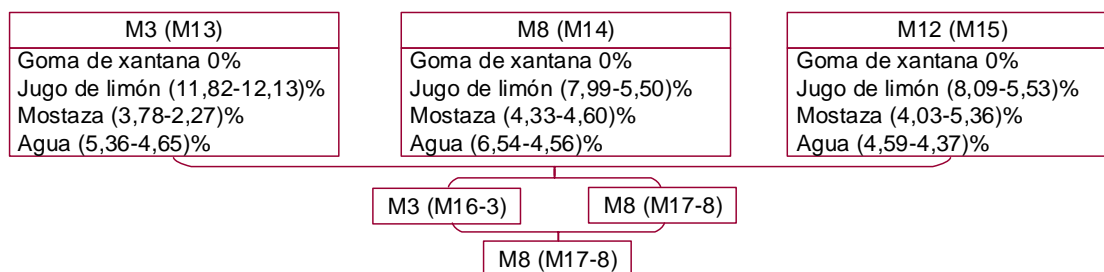 M3 (M13)
Goma de xantana 0%
Jugo de limón (11,82-12,13)%
Mostaza (3,78-2,27)%
Agua (5,36-4,65)%
M8 (M14)
Goma de xantana 0%
Jugo de limón (7,99-5,50)%
Mostaza (4,33-4,60)%
Agua (6,54-4,56)%
M12 (M15)
Goma de xantana 0%
Jugo de limón (8,09-5,53)%
Mostaza (4,03-5,36)%
Agua (4,59-4,37)%
M3 (M16-3)
M8 (M17-8)
M8 (M17-8)